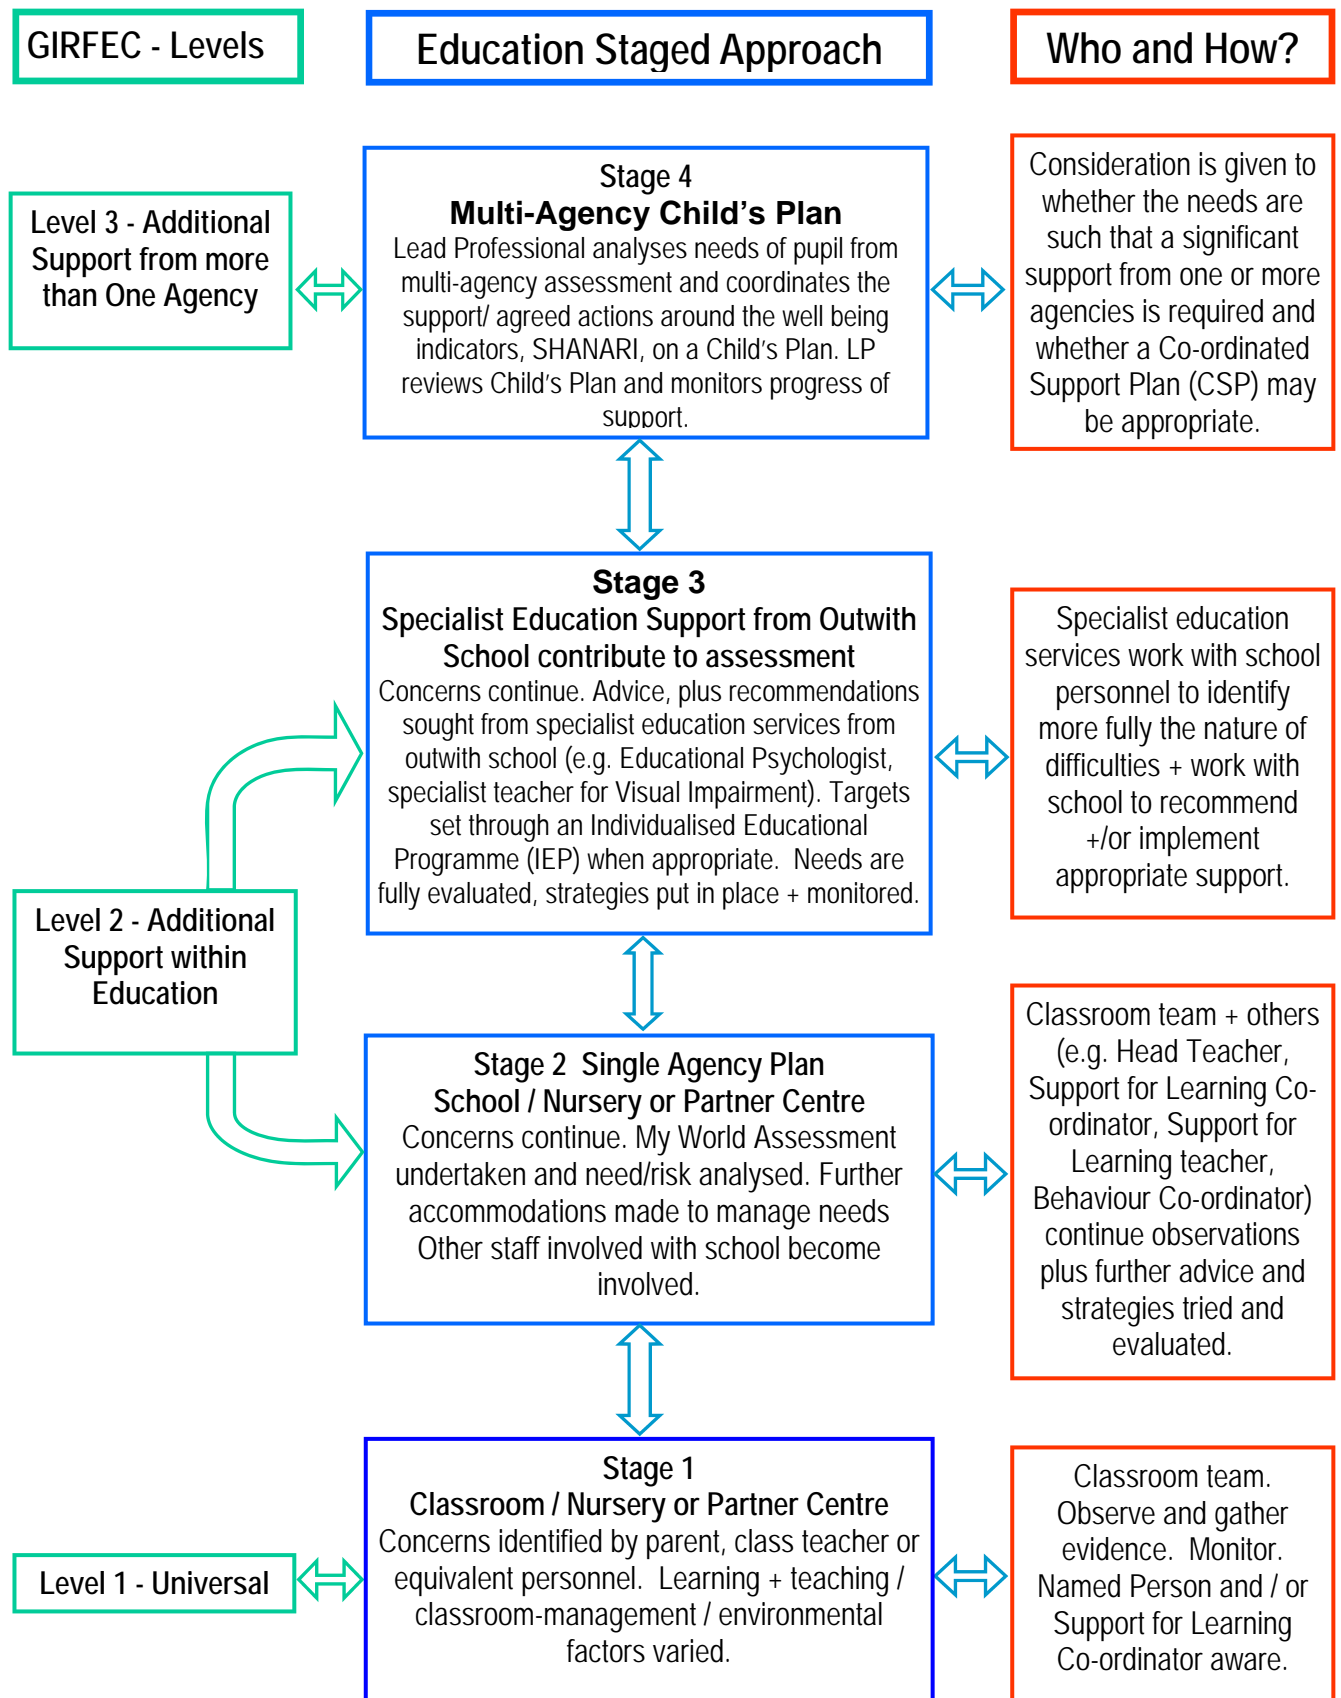 GIRFEC - Levels
Education Staged Approach
Who and How?
Level 3 - Additional
Support from more
than One Agency
Stage 4
Multi-Agency Child’s Plan
Lead Professional analyses needs of pupil from
multi-agency assessment and coordinates the
support/ agreed actions around the well being
indicators, SHANARI, on a Child’s Plan. LP
reviews Child’s Plan and monitors progress of
support.
Consideration is given to
whether the needs are
such that a significant
support from one or more
agencies is required and
whether a Co-ordinated
Support Plan (CSP) may
be appropriate.
Stage 3
Specialist Education Support from Outwith
School contribute to assessment
Concerns continue. Advice, plus recommendations
sought from specialist education services from
outwith school (e.g. Educational Psychologist,
specialist teacher for Visual Impairment). Targets
set through an Individualised Educational
Programme (IEP) when appropriate.  Needs are
fully evaluated, strategies put in place + monitored.
Specialist education
services work with school
personnel to identify
more fully the nature of
difficulties + work with
school to recommend
+/or implement
appropriate support.
Level 2 - Additional
Support within
Education
Stage 2  Single Agency Plan
School / Nursery or Partner Centre
Concerns continue. My World Assessment
undertaken and need/risk analysed. Further
accommodations made to manage needs
Other staff involved with school become
involved.
Classroom team + others
(e.g. Head Teacher,
Support for Learning Co-
ordinator, Support for
Learning teacher,
Behaviour Co-ordinator)
continue observations
plus further advice and
strategies tried and
evaluated.
Level 1 - Universal
Stage 1
Classroom / Nursery or Partner Centre
Concerns identified by parent, class teacher or
equivalent personnel.  Learning + teaching /
classroom-management / environmental
factors varied.
Classroom team.
Observe and gather
evidence.  Monitor.
Named Person and / or
Support for Learning
Co-ordinator aware.